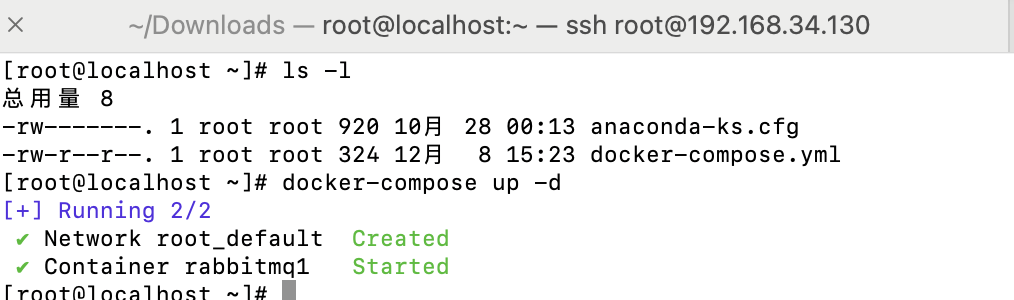 ~/Downloads — root@localhost:~ — ssh root@192.168.34.130
[root@localhost ~]# ls -l
总用量 8
-rw-------. 1 root root 920 10月 28 00:13 anaconda-ks.cfg
-rw-r--r--. 1 root root 324 12月  8 15:23 docker-compose.yml
[root@localhost ~]# docker-compose up -d
[+] Running 2/2
 ✔ Network root_default  Created
 ✔ Container rabbitmq1   Started
[root@localhost ~]#